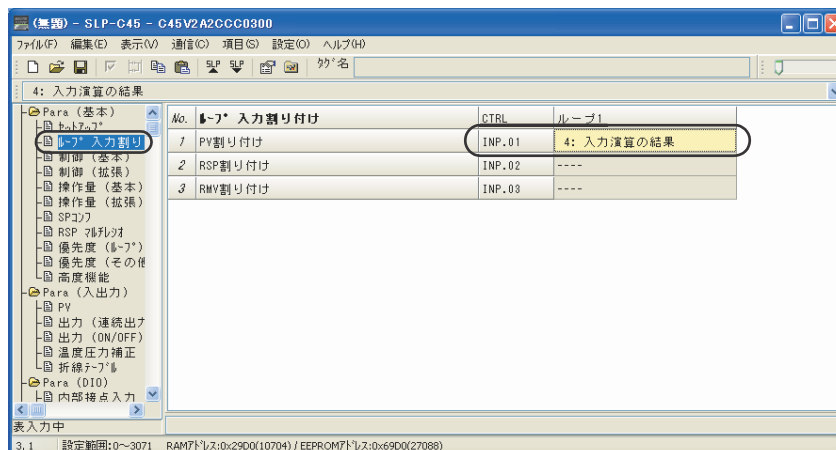 (無題) - SLP-C45 - C45V2A2CCC0300
ファイル(F) 編集(E) 表示(V) 通信(C) 項目(S) 設定(O) ヘルプ(H)
SLP SLP タグ名
4: 入力演算の結果
Para (基本)
セットアップ
ループ 入力割り
制御 (基本)
制御 (拡張)
操作量 (基本)
操作量 (拡張)
SPコンフ
RSP マルチレシオ
優先度 (ループ)
優先度 (その他
高度機能
Para (入出力)
PV
出力 (連続出力
出力 (ON/OFF)
温度圧力補正
折線テーブル
Para (DIO)
内部接点入力
No. ループ 入力割り付け CTRL ループ1
1 PV割り付け INP.01 4: 入力演算の結果
2 RSP割り付け INP.02 ----
3 RMV割り付け INP.03 ----
表入力中
3. 1 設定範囲:0～3071 RAMアドレス:0x29D0(10704) / EEPROMアドレス:0x69D0(27088)